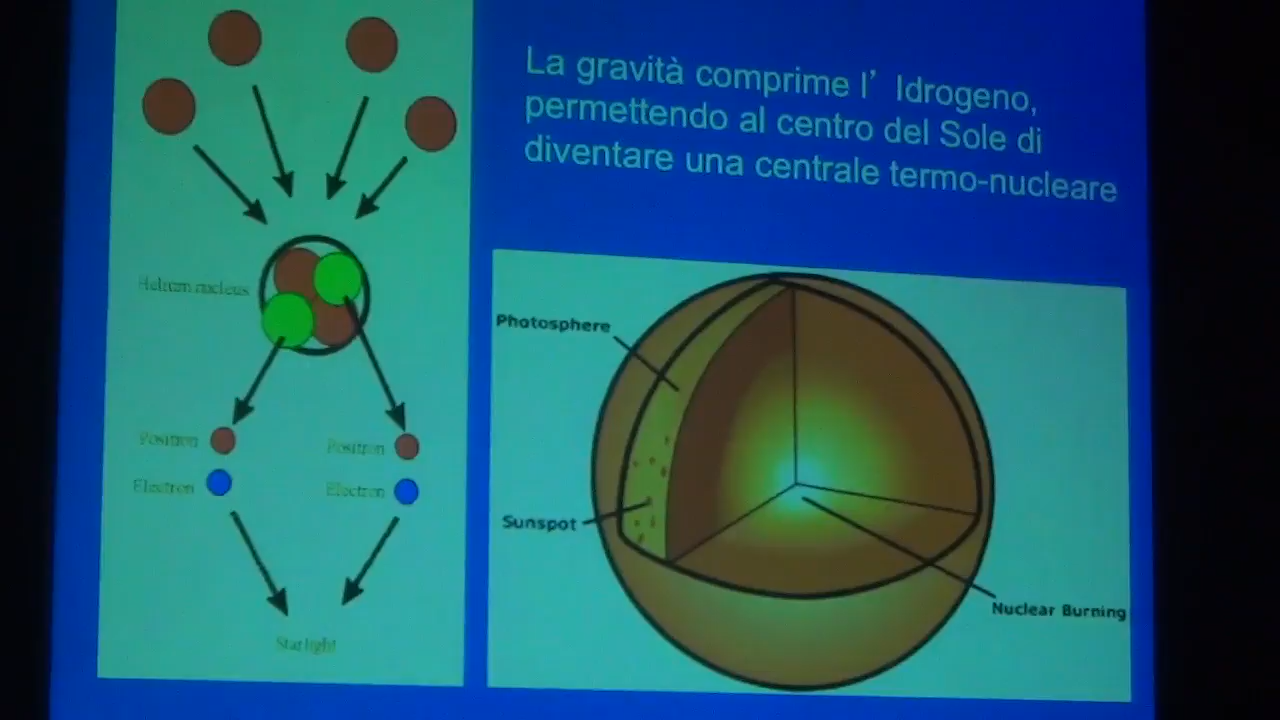 La gravità comprime l’ Idrogeno,
permettendo al centro del Sole di
diventare una centrale termo-nucleare
Helium nucleus
Positron
Positron
Electron
Electron
Starlight
Photosphere
Sunspot
Nuclear Burning